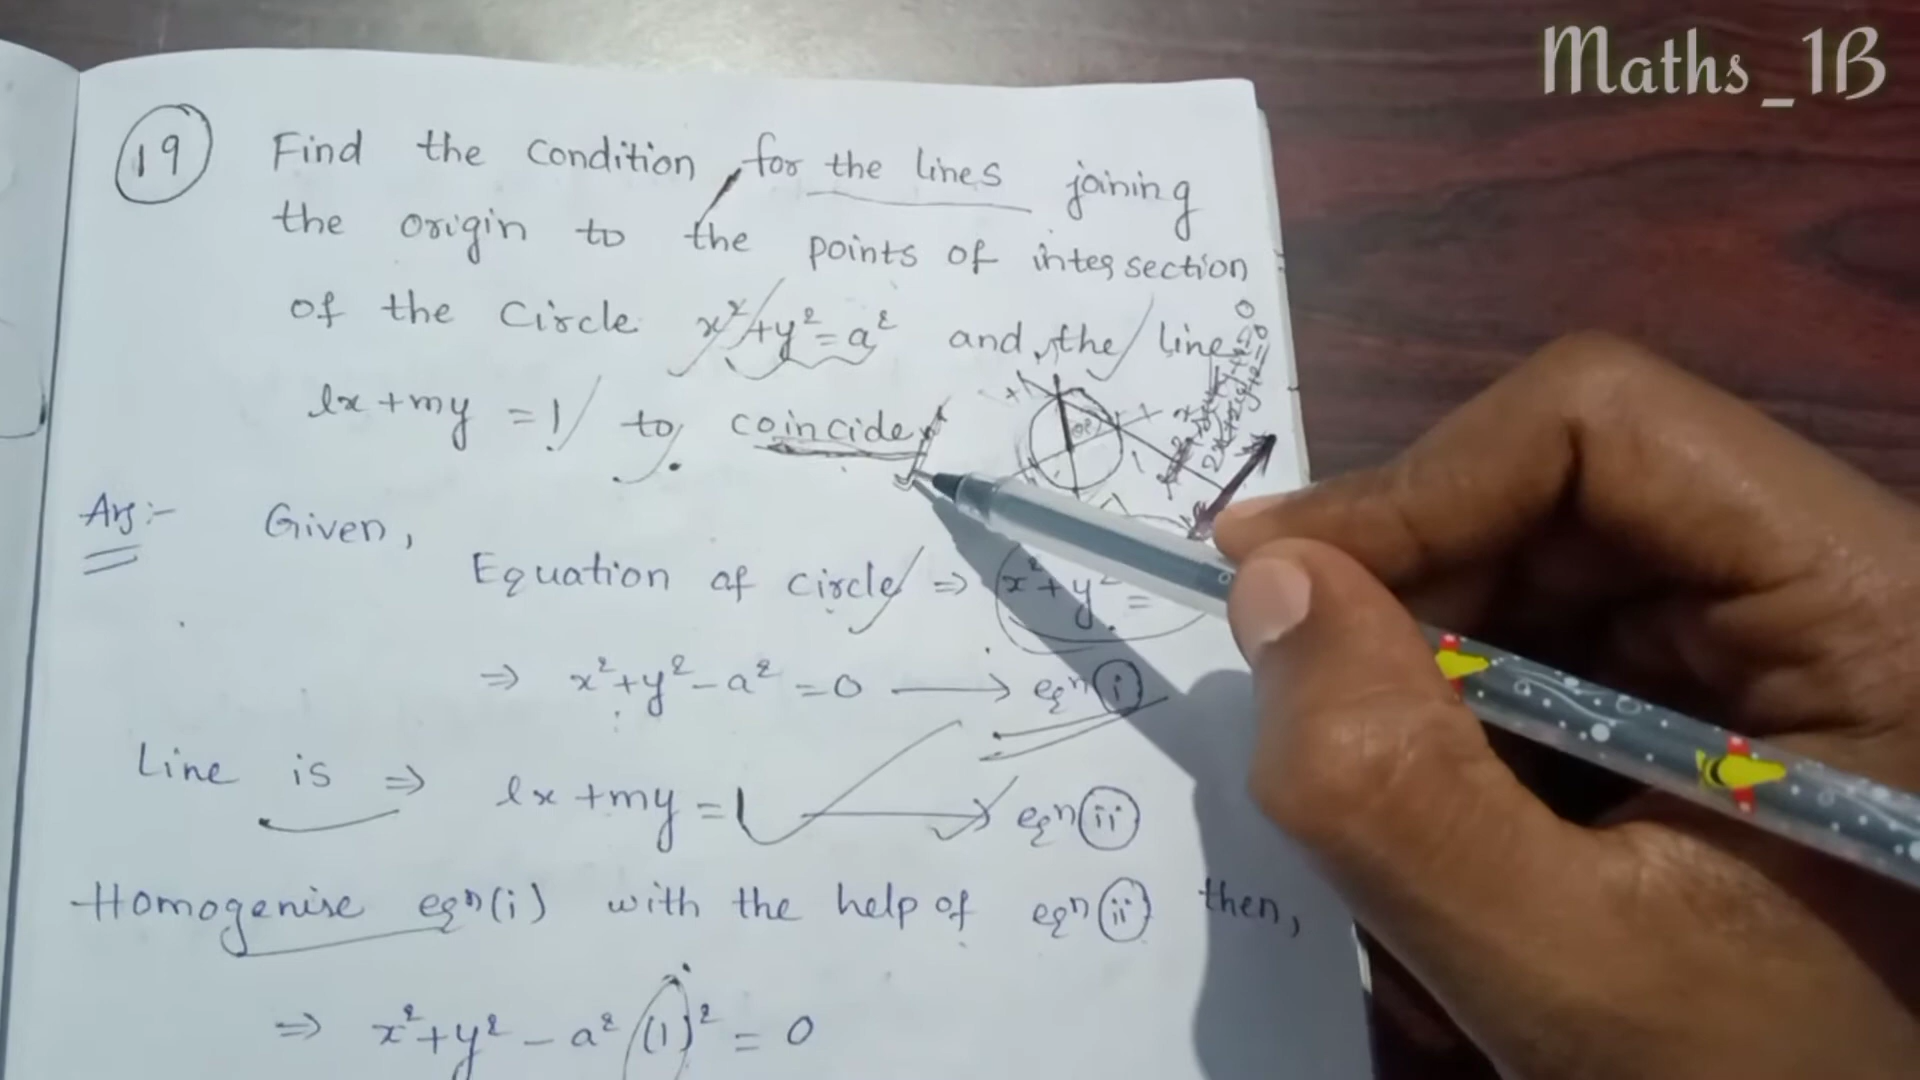 Maths_1B
19 Find the condition for the lines joining
the origin to the points of intersection
of the Circle x²+y²=a² and the line
lx+my=1 to coincide
Ans:- Given,
Equation of circle ⇒ x²+y²=
⇒ x²+y²-a²=0 ⟶ eqn (i)
Line is ⇒ lx+my=1 ⟶ eqn (ii)
Homogenise eqn(i) with the help of eqn (ii) then,
⇒ x²+y²-a²(1)²=0